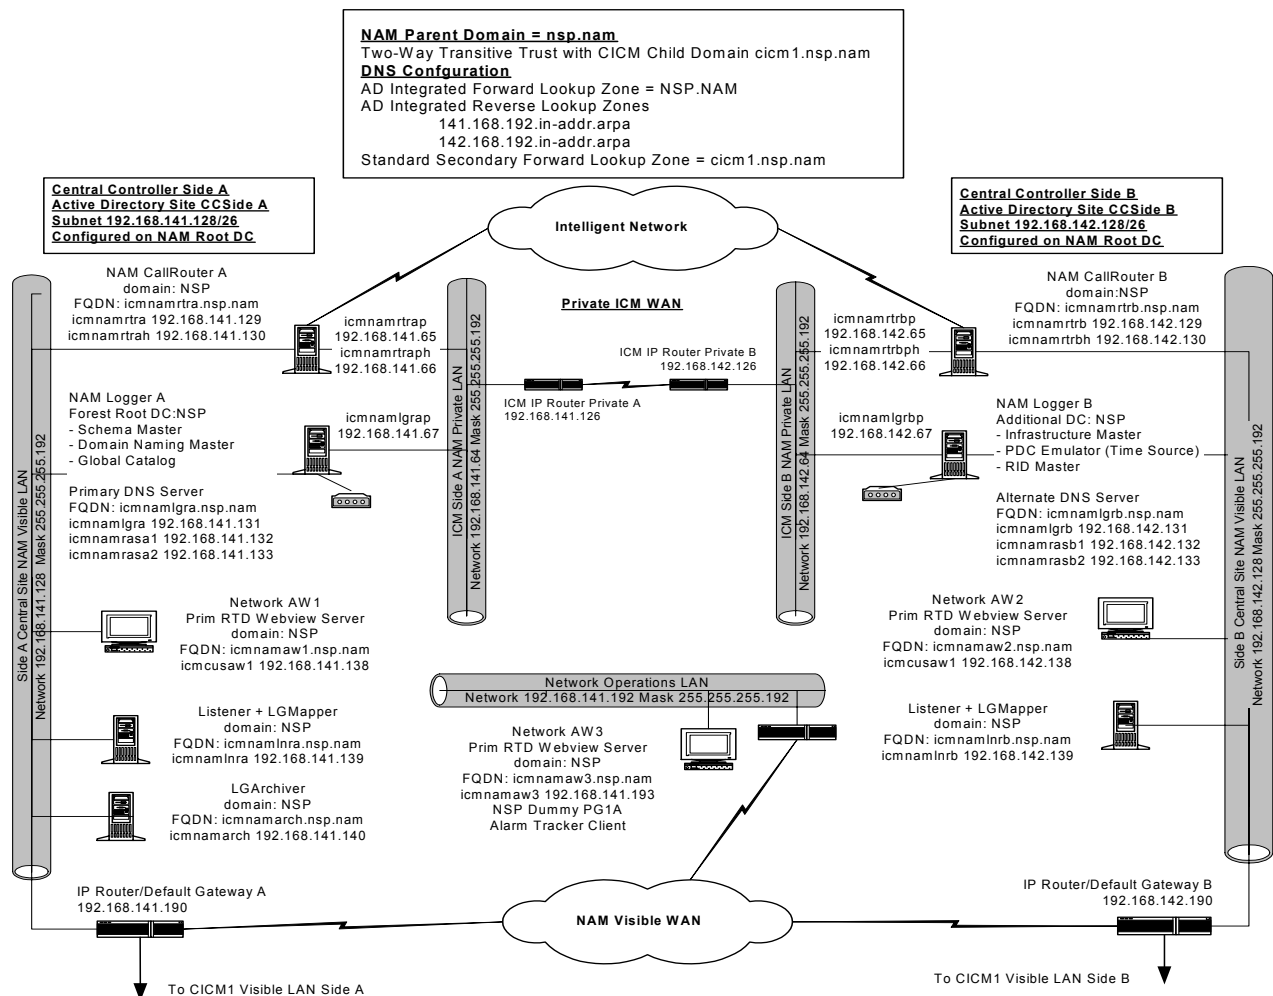 NAM Parent Domain = nsp.nam
Two-Way Transitive Trust with CICM Child Domain cicm1.nsp.nam
DNS Confguration
AD Integrated Forward Lookup Zone = NSP.NAM
AD Integrated Reverse Lookup Zones
141.168.192.in-addr.arpa
142.168.192.in-addr.arpa
Standard Secondary Forward Lookup Zone = cicm1.nsp.nam
Central Controller Side A
Active Directory Site CCSide A
Subnet 192.168.141.128/26
Configured on NAM Root DC
Central Controller Side B
Active Directory Site CCSide B
Subnet 192.168.142.128/26
Configured on NAM Root DC
Intelligent Network
NAM CallRouter A
domain: NSP
FQDN: icmnamrtra.nsp.nam
icmnamrtra 192.168.141.129
icmnamrtrah 192.168.141.130
icmnamrtrap
192.168.141.65
icmnamrtraph
192.168.141.66
Private ICM WAN
ICM IP Router Private B
192.168.142.126
ICM IP Router Private A
192.168.141.126
icmnamrtrbp
192.168.142.65
icmnamrtrbph
192.168.142.66
NAM CallRouter B
domain:NSP
FQDN: icmnamrtrb.nsp.nam
icmnamrtrb 192.168.142.129
icmnamrtrbh 192.168.142.130
NAM Logger A
Forest Root DC:NSP
- Schema Master
- Domain Naming Master
- Global Catalog
Primary DNS Server
FQDN: icmnamlgra.nsp.nam
icmnamlgra 192.168.141.131
icmnamrasa1 192.168.141.132
icmnamrasa2 192.168.141.133
icmnamlgrap
192.168.141.67
icmnamlgrbp
192.168.142.67
NAM Logger B
Additional DC: NSP
- Infrastructure Master
- PDC Emulator (Time Source)
- RID Master
Alternate DNS Server
FQDN: icmnamlgrb.nsp.nam
icmnamlgrb 192.168.142.131
icmnamrasb1 192.168.142.132
icmnamrasb2 192.168.142.133
Side A Central Site NAM Visible LAN
Network 192.168.141.128 Mask 255.255.255.192
ICM Side A NAM Private LAN
Network 192.168.141.64 Mask 255.255.255.192
ICM Side B NAM Private LAN
Network 192.168.142.64 Mask 255.255.255.192
Side B Central Site NAM Visible LAN
Network 192.168.142.128 Mask 255.255.255.192
Network AW1
Prim RTD Webview Server
domain: NSP
FQDN: icmnamaw1.nsp.nam
icmcusaw1 192.168.141.138
Network AW2
Prim RTD Webview Server
domain: NSP
FQDN: icmnamaw2.nsp.nam
icmcusaw1 192.168.142.138
Network Operations LAN
Network 192.168.141.192 Mask 255.255.255.192
Network AW3
Prim RTD Webview Server
domain: NSP
FQDN: icmnamaw3.nsp.nam
icmnamaw3 192.168.141.193
NSP Dummy PG1A
Alarm Tracker Client
Listener + LGMapper
domain: NSP
FQDN: icmnamlnra.nsp.nam
icmnamlnra 192.168.141.139
Listener + LGMapper
domain: NSP
FQDN: icmnamlnrb.nsp.nam
icmnamlnrb 192.168.142.139
LGArchiver
domain: NSP
FQDN: icmnamarch.nsp.nam
icmnamarch 192.168.141.140
IP Router/Default Gateway A
192.168.141.190
NAM Visible WAN
IP Router/Default Gateway B
192.168.142.190
To CICM1 Visible LAN Side A
To CICM1 Visible LAN Side B